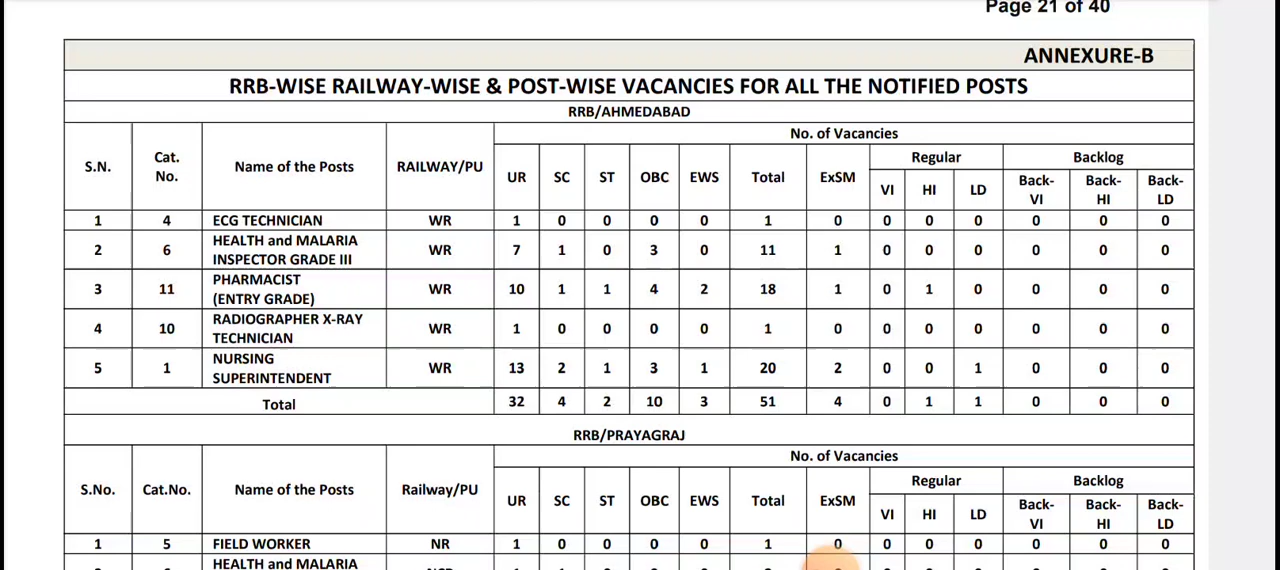 Page 21 of 40
ANNEXURE-B
RRB-WISE RAILWAY-WISE & POST-WISE VACANCIES FOR ALL THE NOTIFIED POSTS
RRB/AHMEDABAD
S.N. Cat. No. Name of the Posts RAILWAY/PU No. of Vacancies
UR SC ST OBC EWS Total ExSM Regular Backlog
VI HI LD Back-VI Back-HI Back-LD
1 4 ECG TECHNICIAN WR 1 0 0 0 0 1 0 0 0 0 0 0 0
2 6 HEALTH and MALARIA INSPECTOR GRADE III WR 7 1 0 3 0 11 1 0 0 0 0 0 0
3 11 PHARMACIST (ENTRY GRADE) WR 10 1 1 4 2 18 1 0 1 0 0 0 0
4 10 RADIOGRAPHER X-RAY TECHNICIAN WR 1 0 0 0 0 1 0 0 0 0 0 0 0
5 1 NURSING SUPERINTENDENT WR 13 2 1 3 1 20 2 0 0 1 0 0 0
Total 32 4 2 10 3 51 4 0 1 1 0 0 0
RRB/PRAYAGRAJ
S.No. Cat.No. Name of the Posts Railway/PU No. of Vacancies
UR SC ST OBC EWS Total ExSM Regular Backlog
VI HI LD Back-VI Back-HI Back-LD
1 5 FIELD WORKER NR 1 0 0 0 0 1 0 0 0 0 0 0 0
HEALTH and MALARIA